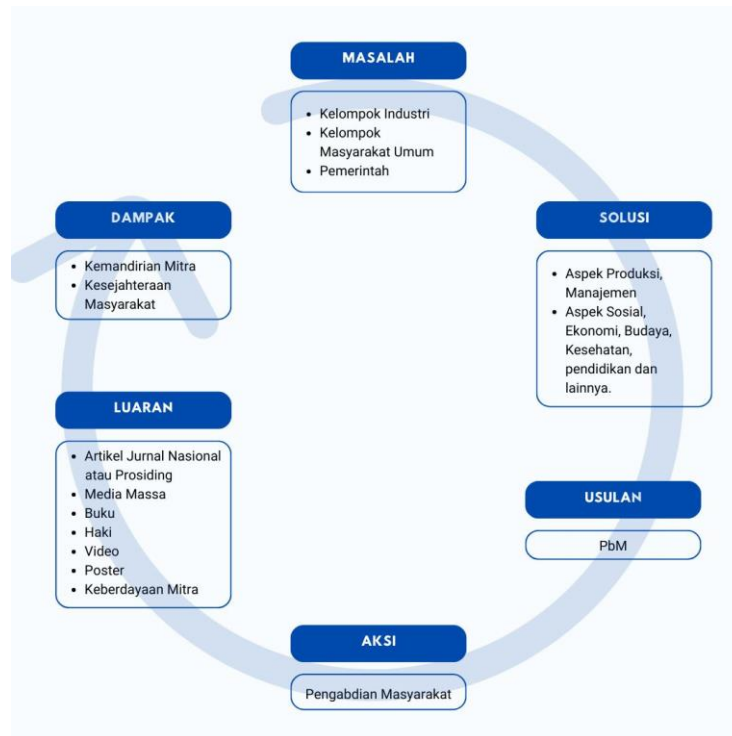 MASALAH
• Kelompok Industri
• Kelompok
Masyarakat Umum
• Pemerintah
SOLUSI
• Aspek Produksi,
Manajemen
• Aspek Sosial,
Ekonomi, Budaya,
Kesehatan,
pendidikan dan
lainnya.
USULAN
PbM
AKSI
Pengabdian Masyarakat
LUARAN
• Artikel Jurnal Nasional
atau Prosiding
• Media Massa
• Buku
• Haki
• Video
• Poster
• Keberdayaan Mitra
DAMPAK
• Kemandirian Mitra
• Kesejahteraan
Masyarakat